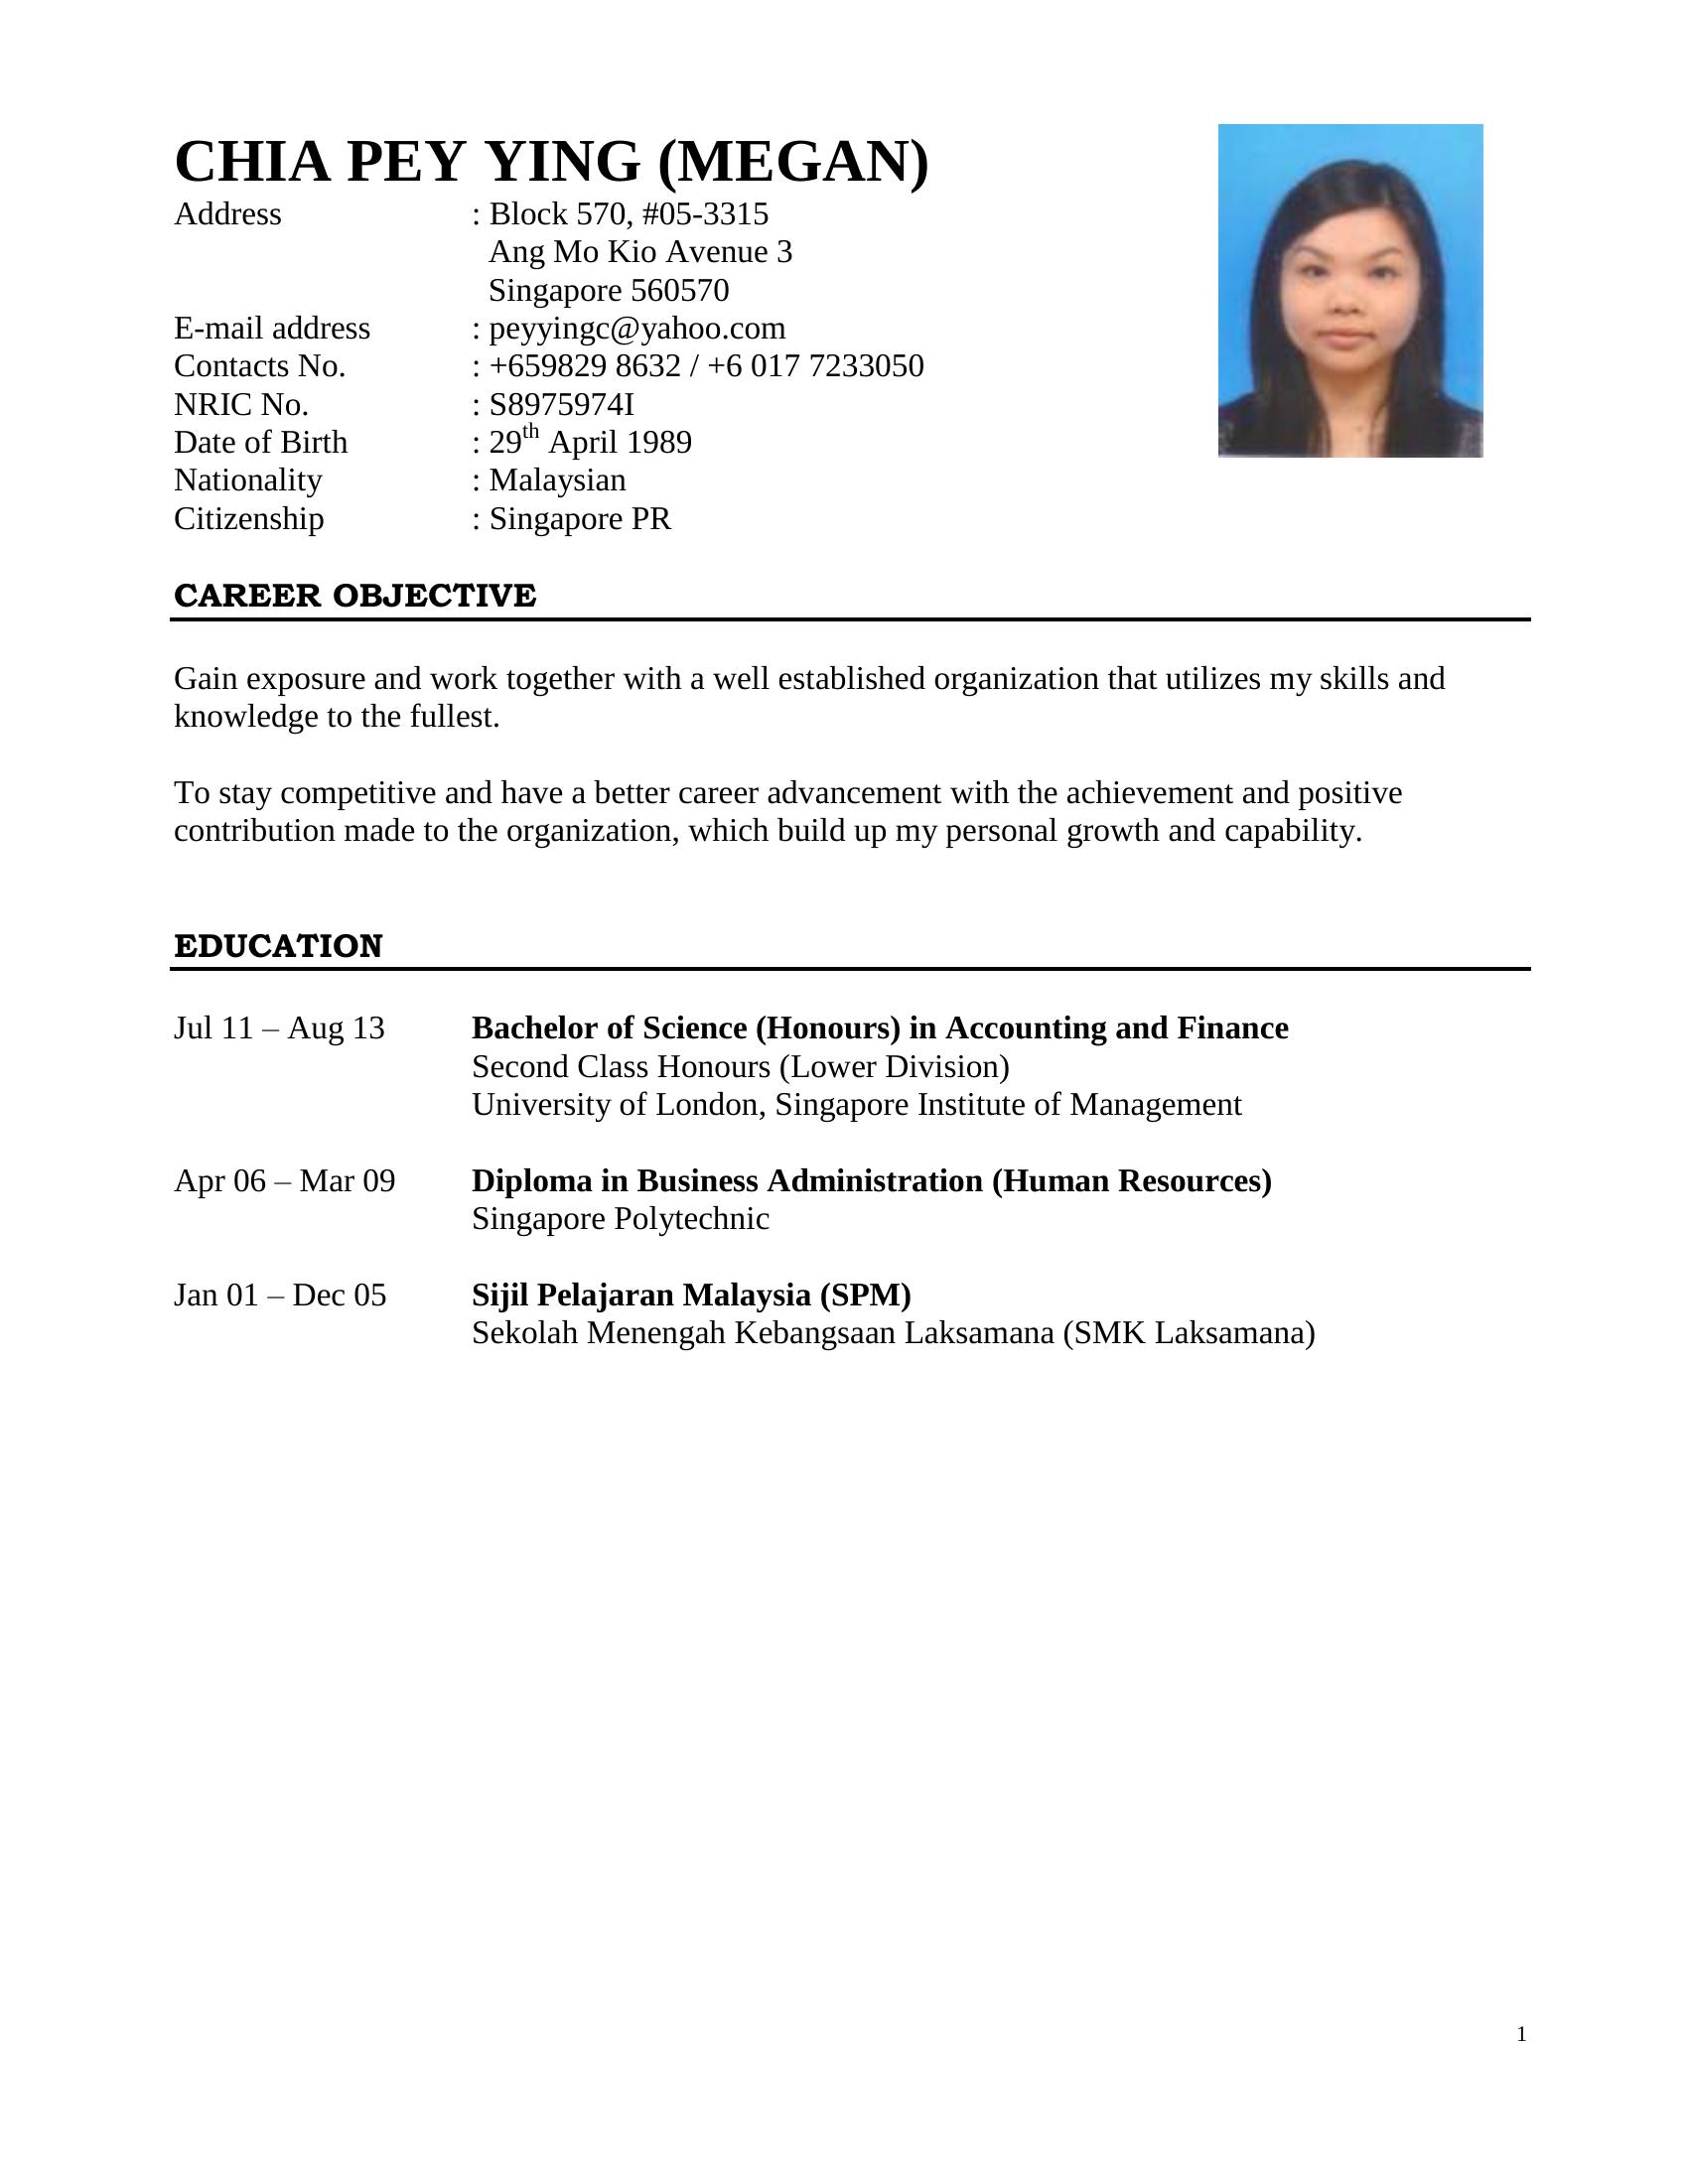 CHIA PEY YING (MEGAN)
Address : Block 570, #05-3315
Ang Mo Kio Avenue 3
Singapore 560570
E-mail address : peyyingc@yahoo.com
Contacts No. : +659829 8632 / +6 017 7233050
NRIC No. : S8975974I
Date of Birth : 29th April 1989
Nationality : Malaysian
Citizenship : Singapore PR
CAREER OBJECTIVE
Gain exposure and work together with a well established organization that utilizes my skills and
knowledge to the fullest.
To stay competitive and have a better career advancement with the achievement and positive
contribution made to the organization, which build up my personal growth and capability.
EDUCATION
Jul 11 – Aug 13 Bachelor of Science (Honours) in Accounting and Finance
Second Class Honours (Lower Division)
University of London, Singapore Institute of Management
Apr 06 – Mar 09 Diploma in Business Administration (Human Resources)
Singapore Polytechnic
Jan 01 – Dec 05 Sijil Pelajaran Malaysia (SPM)
Sekolah Menengah Kebangsaan Laksamana (SMK Laksamana)
1